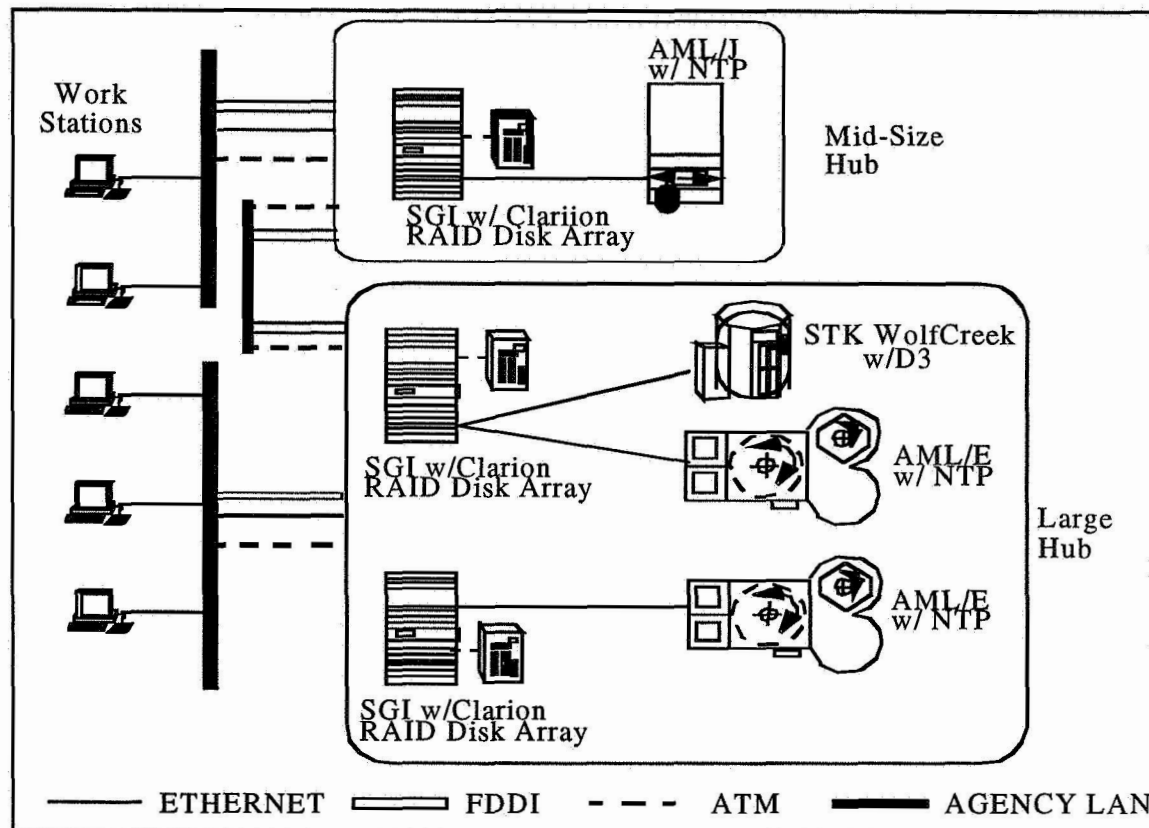 AML/J
w/ NTP
Work
Stations
Mid-Size
Hub
SGI w/ Clariion
RAID Disk Array
STK WolfCreek
w/D3
SGI w/Clarion
RAID Disk Array
AML/E
w/ NTP
Large
Hub
AML/E
w/ NTP
SGI w/Clarion
RAID Disk Array
ETHERNET FDDI ATM AGENCY LAN